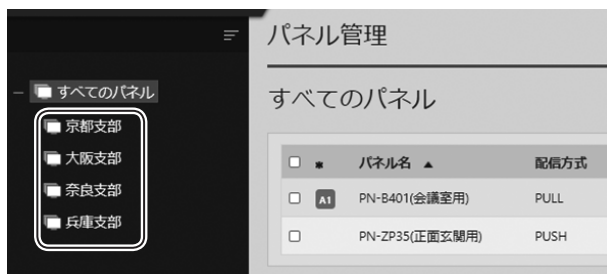 すべてのパネル
京都支部
大阪支部
奈良支部
兵庫支部
パネル管理
すべてのパネル
* パネル名 ▲ 配信方式
A1 PN-B401(会議室用) PULL
PN-ZP35(正面玄関用) PUSH